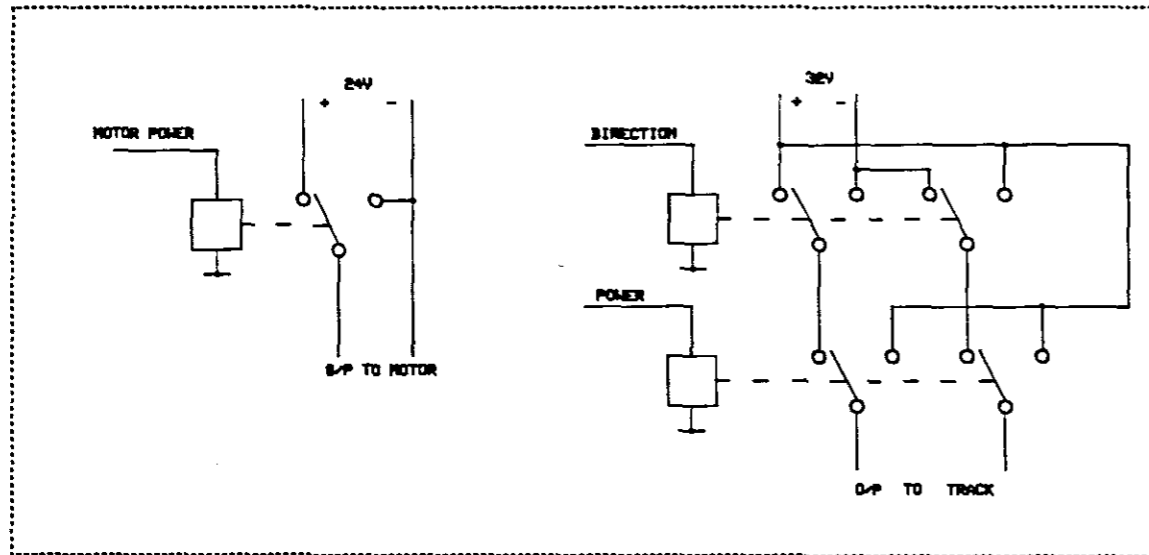 24V
+ -
MOTOR POWER
O/P TO MOTOR
32V
+ -
DIRECTION
POWER
O/P TO TRACK